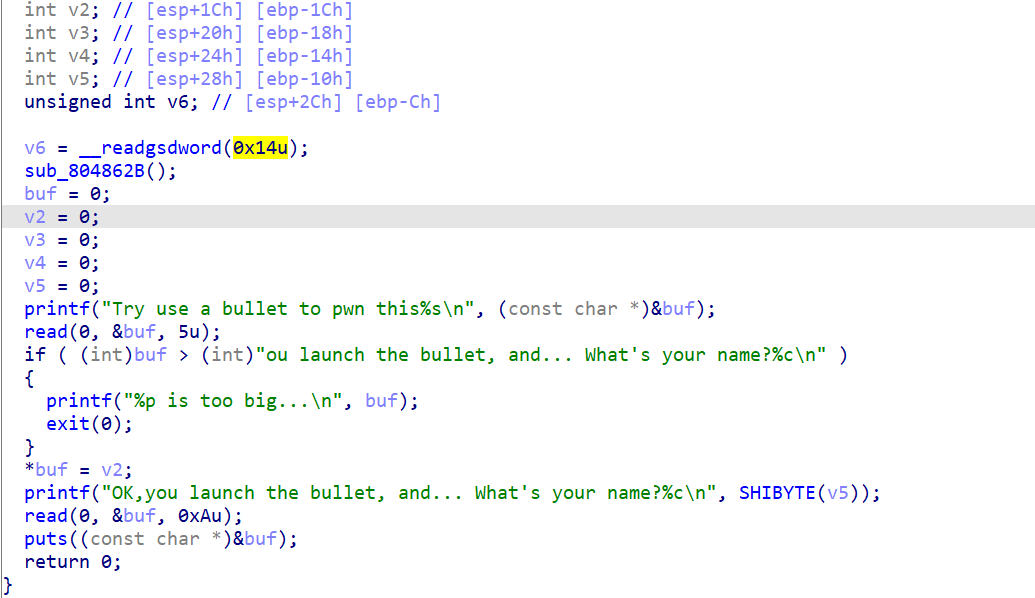 int v2; // [esp+1Ch] [ebp-1Ch]
int v3; // [esp+20h] [ebp-18h]
int v4; // [esp+24h] [ebp-14h]
int v5; // [esp+28h] [ebp-10h]
unsigned int v6; // [esp+2Ch] [ebp-Ch]

v6 = __readgsdword(0x14u);
sub_804862B();
buf = 0;
v2 = 0;
v3 = 0;
v4 = 0;
v5 = 0;
printf("Try use a bullet to pwn this%s\n", (const char *)&buf);
read(0, &buf, 5u);
if ( (int)buf > (int)"ou launch the bullet, and... What's your name?%c\n" )
{
  printf("%p is too big...\n", buf);
  exit(0);
}
*buf = v2;
printf("OK,you launch the bullet, and... What's your name?%c\n", SHIBYTE(v5));
read(0, &buf, 0xAu);
puts((const char *)&buf);
return 0;
}